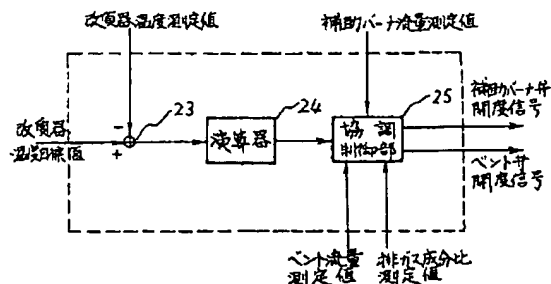 改質器温度測定値
補助バーナ流量測定値
23
24
25
補助バーナ弁
開度信号
改質器
温度目標値
演算器
協調
制御部
ベント弁
開度信号
ベント流量
測定値
排ガス成分比
測定値